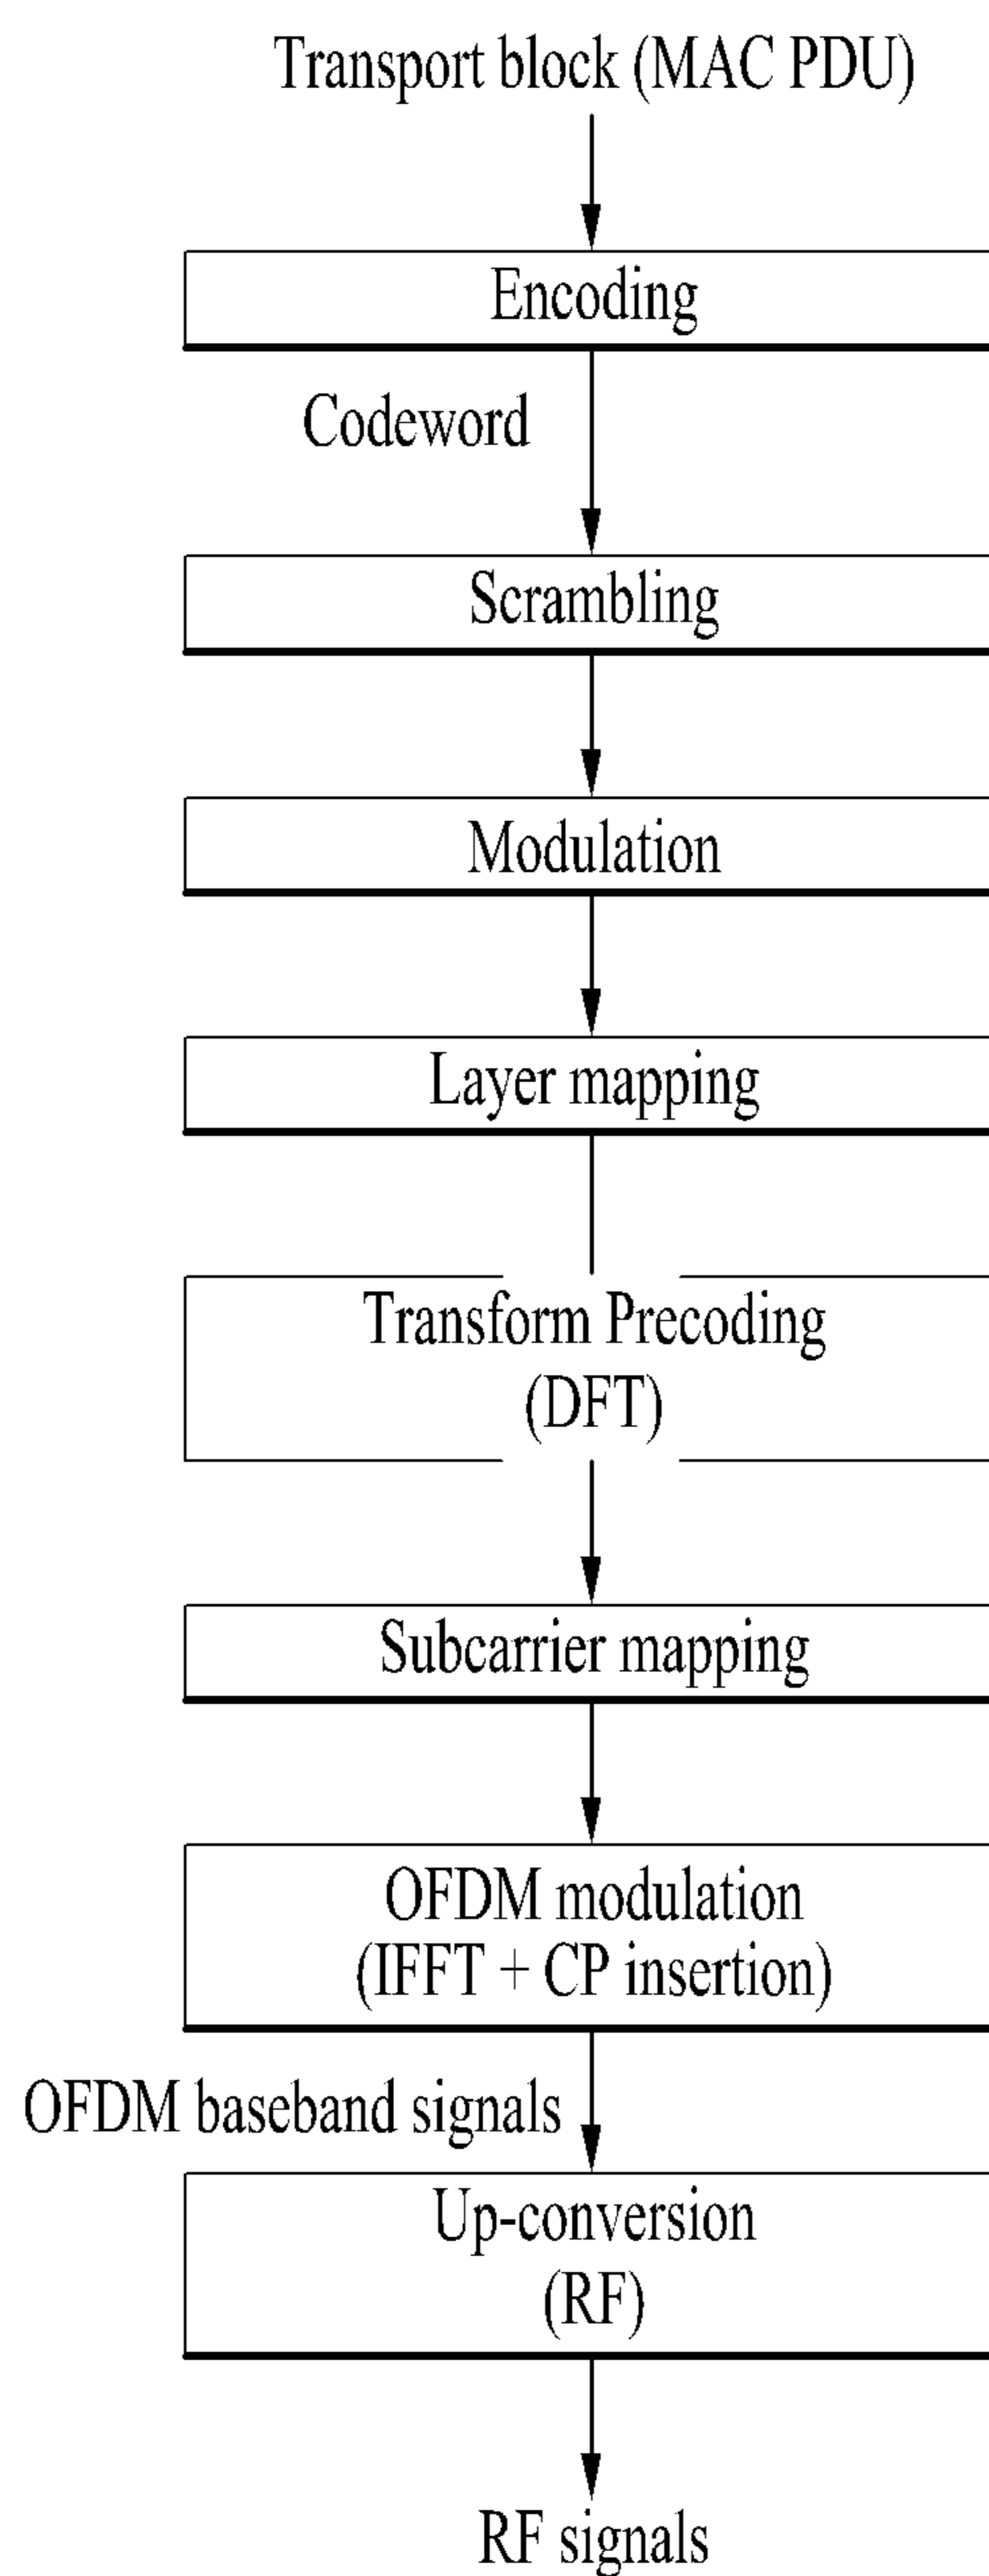 Transport block (MAC PDU)
Encoding
Codeword
Scrambling
Modulation
Layer mapping
Transform Precoding
(DFT)
Subcarrier mapping
OFDM modulation
(IFFT + CP insertion)
OFDM baseband signals
Up-conversion
(RF)
RF signals